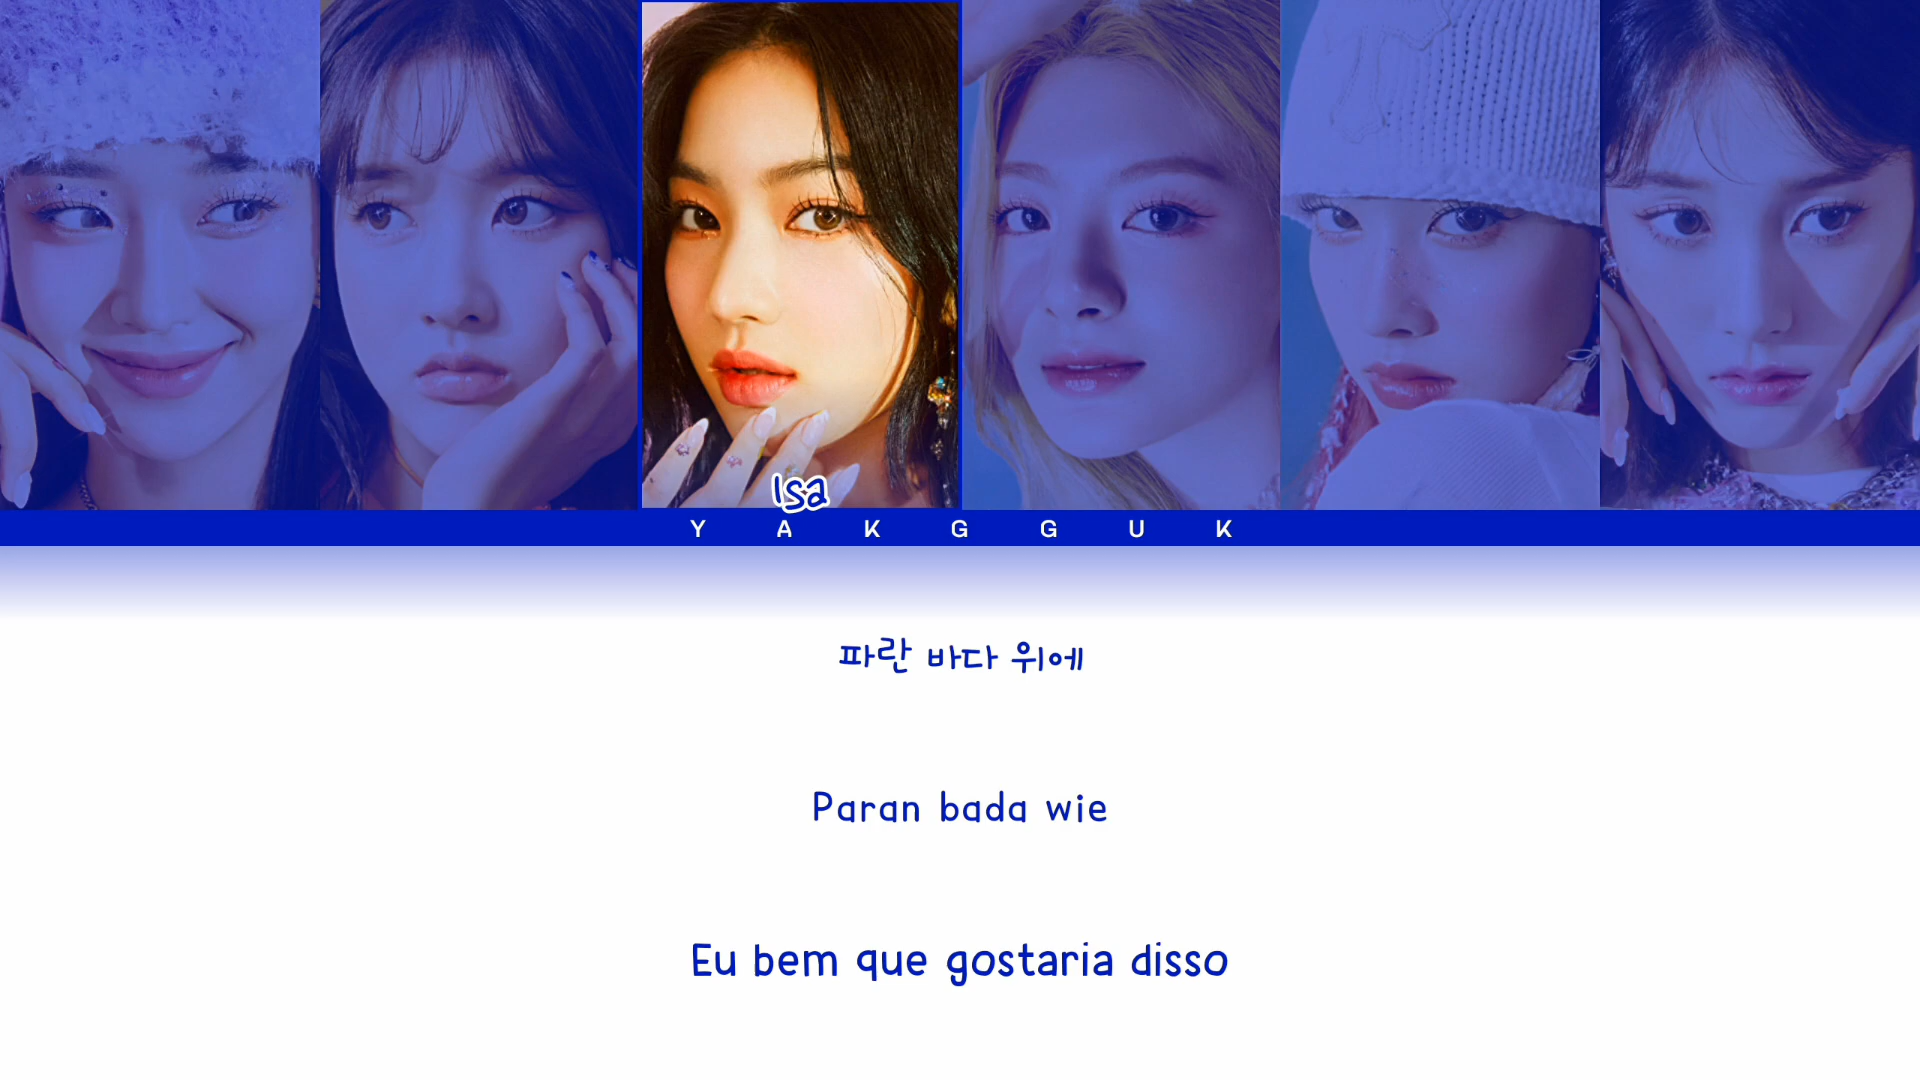 Isa
Y A K G G U K
파란 바다 위에
Paran bada wie
Eu bem que gostaria disso